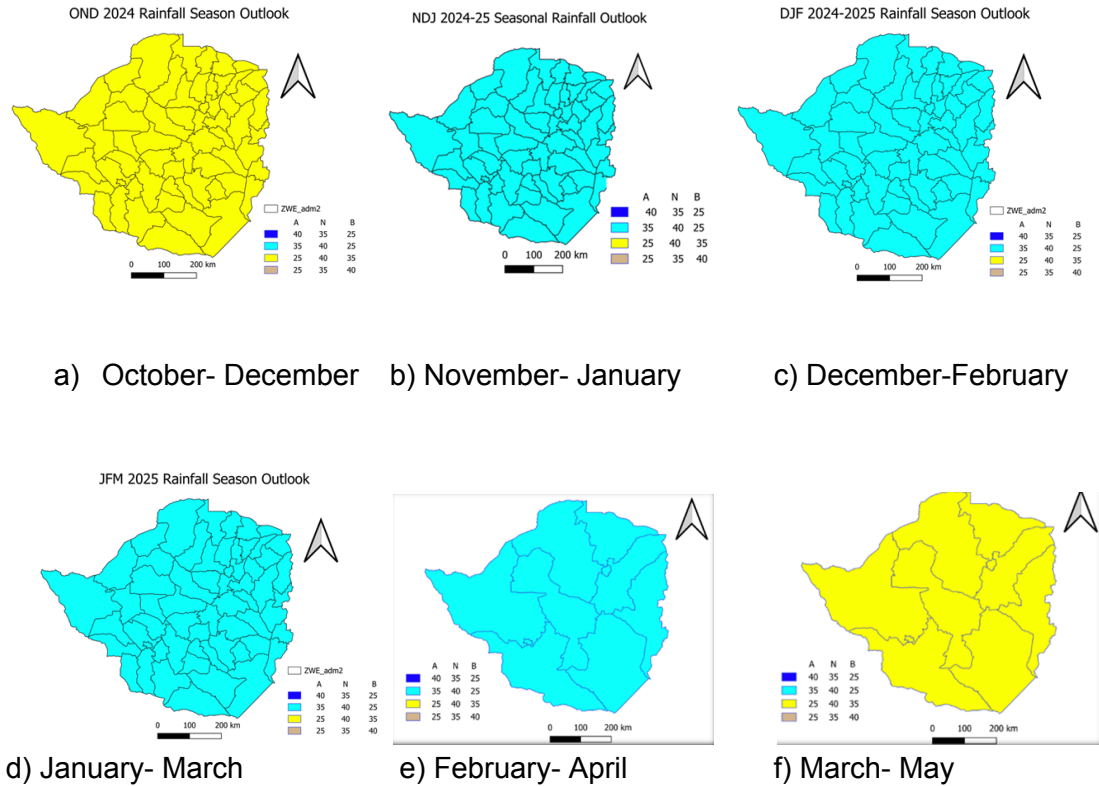 OND 2024 Rainfall Season Outlook
ZWE_adm2
A N B
40 35 25
35 40 25
25 40 35
25 35 40
0 100 200 km
NDJ 2024-25 Seasonal Rainfall Outlook
A N B
40 35 25
35 40 25
25 40 35
25 35 40
0 100 200 km
DJF 2024-2025 Rainfall Season Outlook
ZWE_adm2
A N B
40 35 25
35 40 25
25 40 35
25 35 40
0 100 200 km
a) October- December
b) November- January
c) December-February
JFM 2025 Rainfall Season Outlook
ZWE_adm2
A N B
40 35 25
35 40 25
25 40 35
25 35 40
0 100 200 km
A N B
40 35 25
35 40 25
25 40 35
25 35 40
0 100 200 km
A N B
40 35 25
35 40 25
25 40 35
25 35 40
0 100 200 km
d) January- March
e) February- April
f) March- May